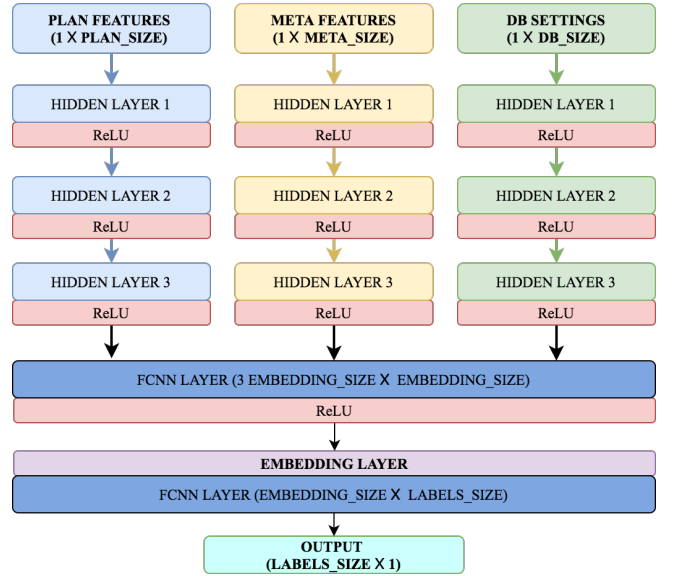 PLAN FEATURES
(1 X PLAN_SIZE)
META FEATURES
(1 X META_SIZE)
DB SETTINGS
(1 X DB_SIZE)
HIDDEN LAYER 1
HIDDEN LAYER 1
HIDDEN LAYER 1
ReLU
ReLU
ReLU
HIDDEN LAYER 2
HIDDEN LAYER 2
HIDDEN LAYER 2
ReLU
ReLU
ReLU
HIDDEN LAYER 3
HIDDEN LAYER 3
HIDDEN LAYER 3
ReLU
ReLU
ReLU
FCNN LAYER (3 EMBEDDING_SIZE X EMBEDDING_SIZE)
ReLU
EMBEDDING LAYER
FCNN LAYER (EMBEDDING_SIZE X LABELS_SIZE)
OUTPUT
(LABELS_SIZE X 1)